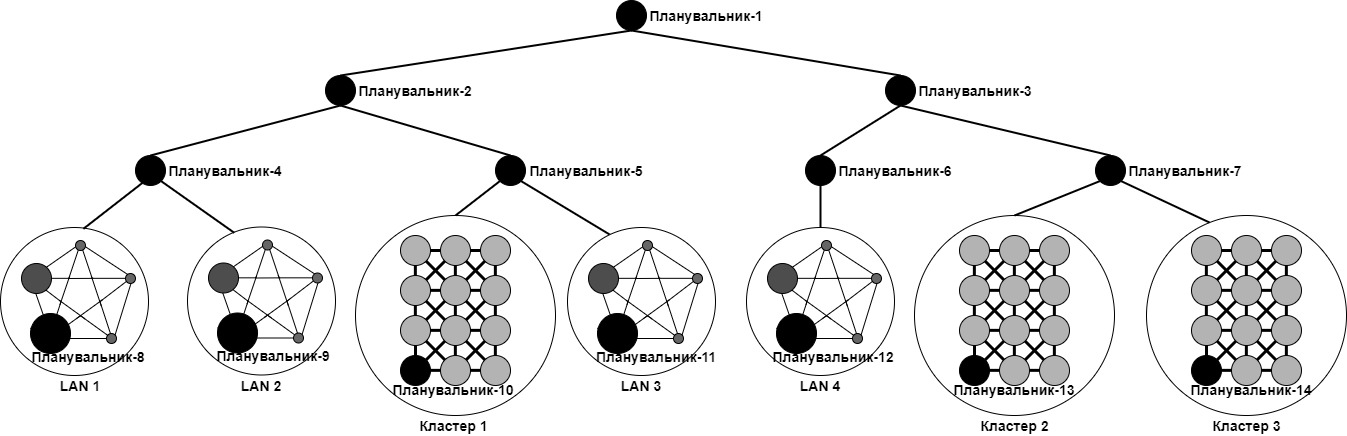 Планувальник-1
Планувальник-2
Планувальник-3
Планувальник-4
Планувальник-5
Планувальник-6
Планувальник-7
Планувальник-8
Планувальник-9
Планувальник-10
Планувальник-11
Планувальник-12
Планувальник-13
Планувальник-14
LAN 1
LAN 2
LAN 3
LAN 4
Кластер 1
Кластер 2
Кластер 3